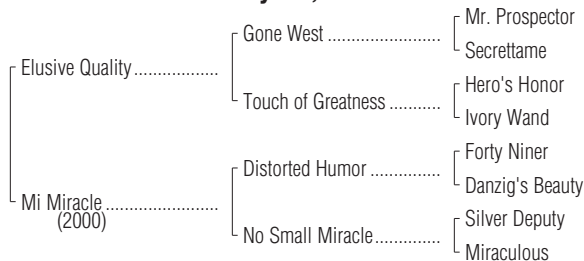 Mr. Prospector
Gone West
Secrettame
Elusive Quality
Hero's Honor
Touch of Greatness
Ivory Wand
Forty Niner
Distorted Humor
Danzig's Beauty
Mi Miracle
(2000)
Silver Deputy
No Small Miracle
Miraculous